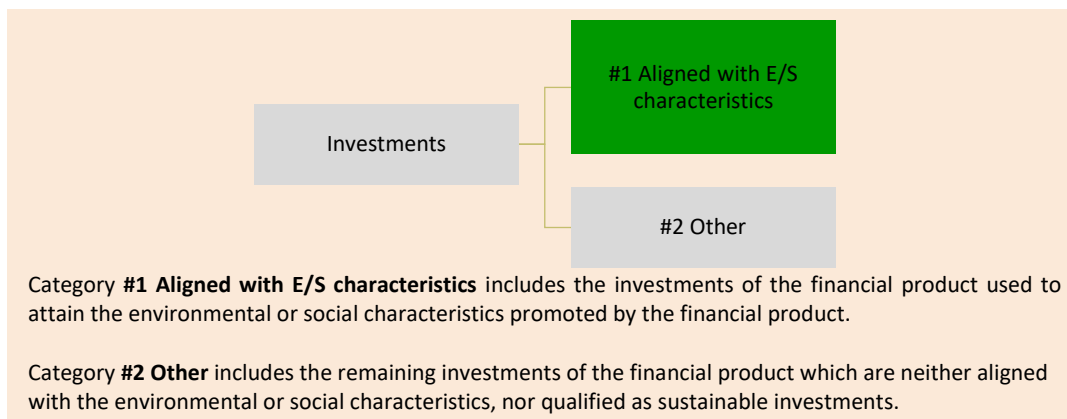 #1 Aligned with E/S
characteristics
Investments
#2 Other
Category #1 Aligned with E/S characteristics includes the investments of the financial product used to
attain the environmental or social characteristics promoted by the financial product.
Category #2 Other includes the remaining investments of the financial product which are neither aligned
with the environmental or social characteristics, nor qualified as sustainable investments.